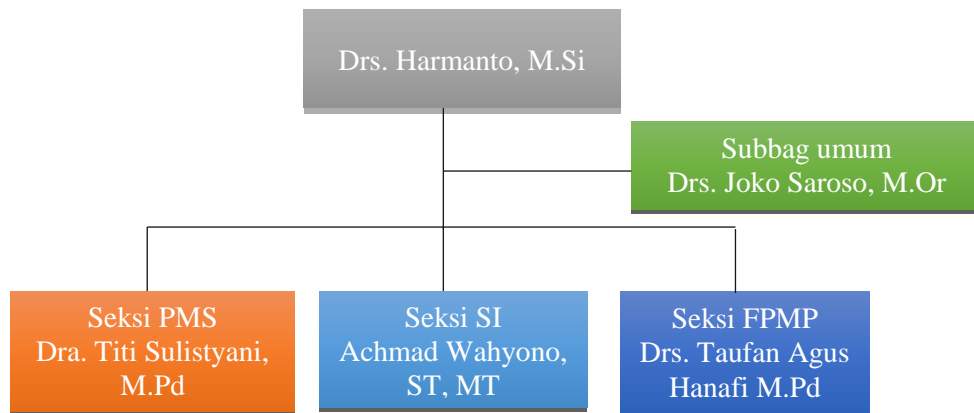 Drs. Harmanto, M.Si
Subbag umum
Drs. Joko Saroso, M.Or
Seksi PMS
Dra. Titi Sulistyani,
M.Pd
Seksi SI
Achmad Wahyono,
ST, MT
Seksi FPMP
Drs. Taufan Agus
Hanafi M.Pd